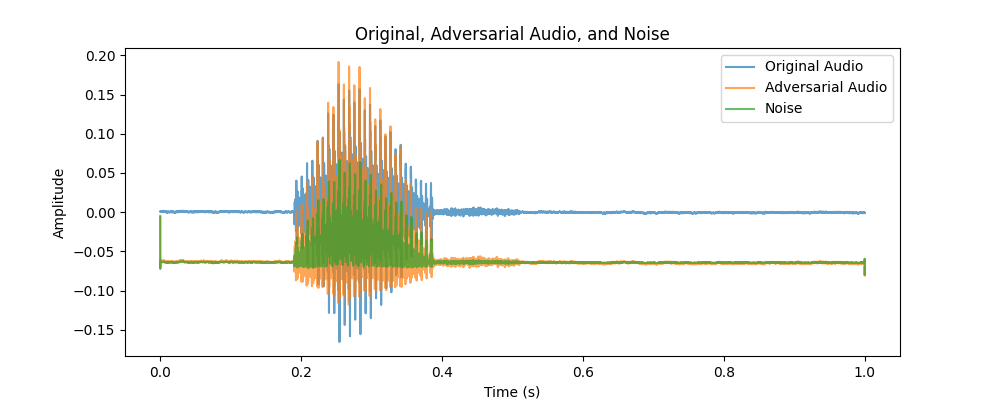 Original, Adversarial Audio, and Noise
Original Audio
Adversarial Audio
Noise
Amplitude
0.20
0.15
0.10
0.05
0.00
−0.05
−0.10
−0.15
0.0 0.2 0.4 0.6 0.8 1.0
Time (s)